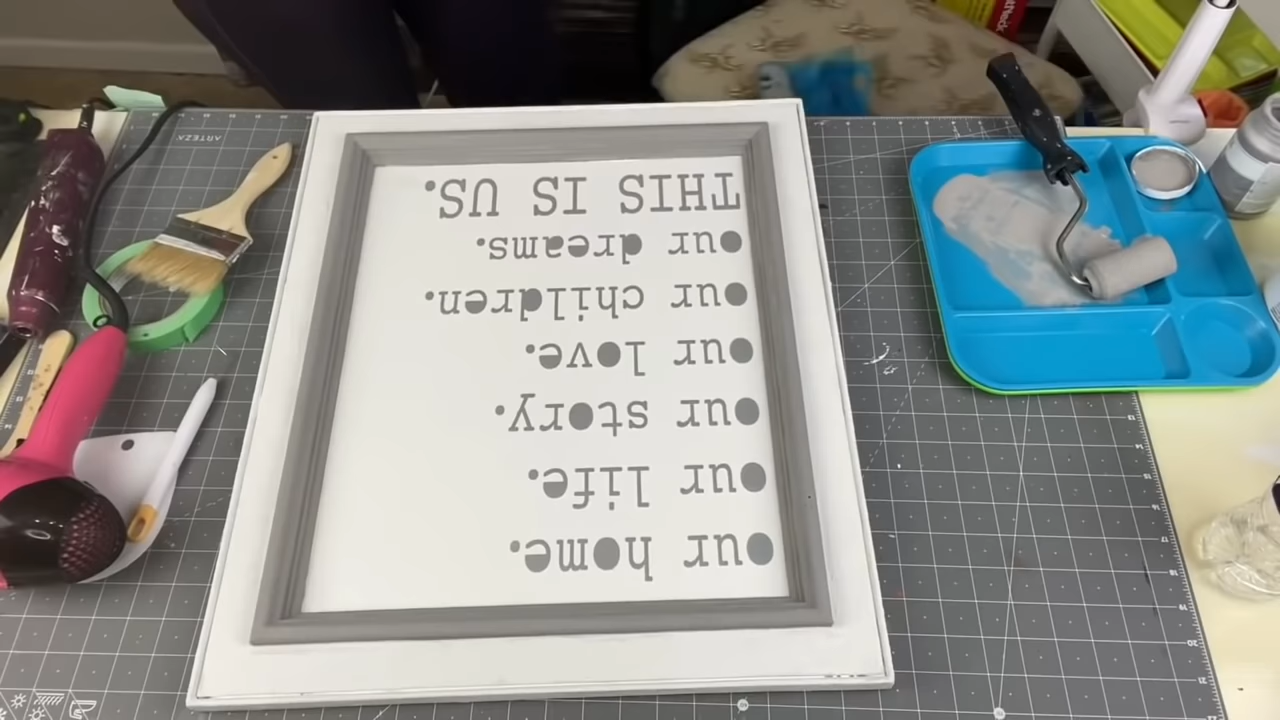 our home.
our life.
our story.
our love.
our children.
our dreams.
THIS IS US.
ARTEZA